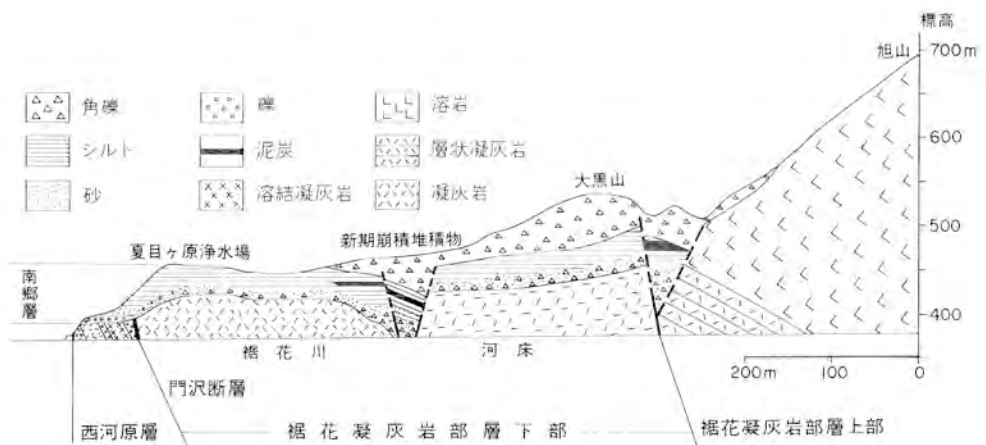 標高
旭山
700m
600
500
400
角礫
礫
溶岩
シルト
泥炭
層状凝灰岩
砂
溶結凝灰岩
凝灰岩
大黒山
新期崩積堆積物
夏目ヶ原浄水場
南郷層
裾花川
河床
200m 100 0
門沢断層
西河原層
裾花凝灰岩部層下部
裾花凝灰岩部層上部